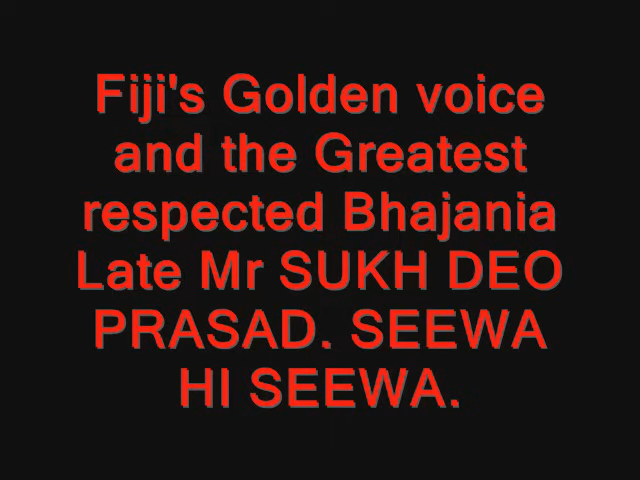 Fiji's Golden voice
and the Greatest
respected Bhajania
Late Mr SUKH DEO
PRASAD. SEEWA
HI SEEWA.